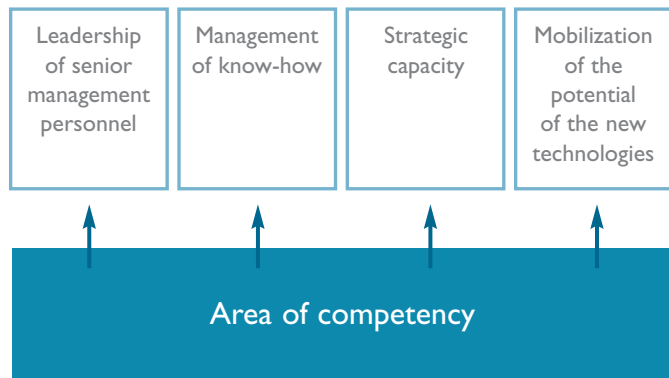 Leadership
of senior
management
personnel
Management
of know-how
Strategic
capacity
Mobilization
of the
potential
of the new
technologies
Area of competency